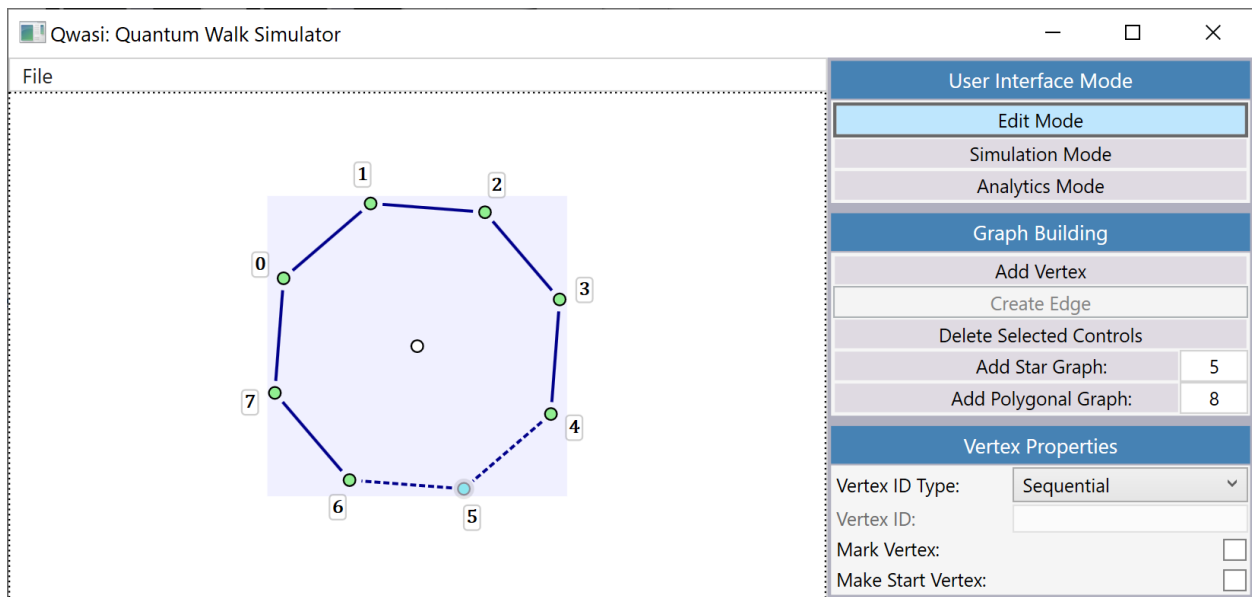 Qwasi: Quantum Walk Simulator
File
User Interface Mode
Edit Mode
Simulation Mode
Analytics Mode
Graph Building
Add Vertex
Create Edge
Delete Selected Controls
Add Star Graph: 5
Add Polygonal Graph: 8
Vertex Properties
Vertex ID Type: Sequential
Vertex ID:
Mark Vertex:
Make Start Vertex:
1
2
0
3
7
4
6
5